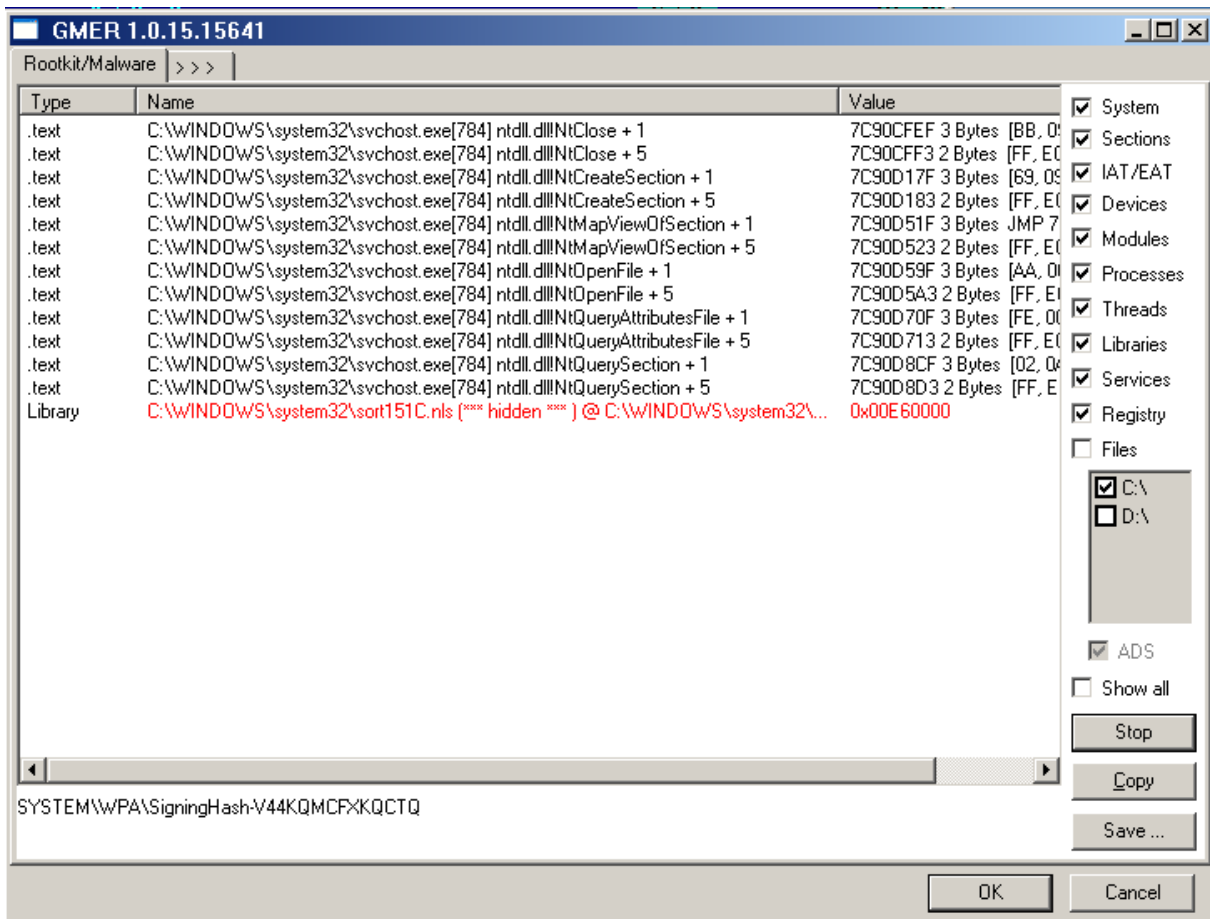 GMER 1.0.15.15641
Rootkit/Malware > > >
Type Name Value
.text C:\WINDOWS\system32\svchost.exe[784] ntdll.dll!NtClose + 1 7C90CFEF 3 Bytes [BB,
.text C:\WINDOWS\system32\svchost.exe[784] ntdll.dll!NtClose + 5 7C90CFF3 2 Bytes [FF,
.text C:\WINDOWS\system32\svchost.exe[784] ntdll.dll!NtCreateSection + 1 7C90D17F 3 Bytes [69,
.text C:\WINDOWS\system32\svchost.exe[784] ntdll.dll!NtCreateSection + 5 7C90D183 2 Bytes [FF,
.text C:\WINDOWS\system32\svchost.exe[784] ntdll.dll!NtMapViewOfSection + 1 7C90D51F 3 Bytes JMP 7
.text C:\WINDOWS\system32\svchost.exe[784] ntdll.dll!NtMapViewOfSection + 5 7C90D523 2 Bytes [FF,
.text C:\WINDOWS\system32\svchost.exe[784] ntdll.dll!NtOpenFile + 1 7C90D59F 3 Bytes [AA,
.text C:\WINDOWS\system32\svchost.exe[784] ntdll.dll!NtOpenFile + 5 7C90D5A3 2 Bytes [FF,
.text C:\WINDOWS\system32\svchost.exe[784] ntdll.dll!NtQueryAttributesFile + 1 7C90D70F 3 Bytes [FE,
.text C:\WINDOWS\system32\svchost.exe[784] ntdll.dll!NtQueryAttributesFile + 5 7C90D713 2 Bytes [FF,
.text C:\WINDOWS\system32\svchost.exe[784] ntdll.dll!NtQuerySection + 1 7C90D8CF 3 Bytes [02,
.text C:\WINDOWS\system32\svchost.exe[784] ntdll.dll!NtQuerySection + 5 7C90D8D3 2 Bytes [FF, E
Library C:\WINDOWS\system32\sort151C.nls (*** hidden *** ) @ C:\WINDOWS\system32\... 0x00E60000
System
Sections
IAT/EAT
Devices
Modules
Processes
Threads
Libraries
Services
Registry
Files
C:\
D:\
ADS
Show all
Stop
Copy
Save ...
SYSTEM\WPA\SigningHash-V44KQMCFXKQCTQ
OK Cancel